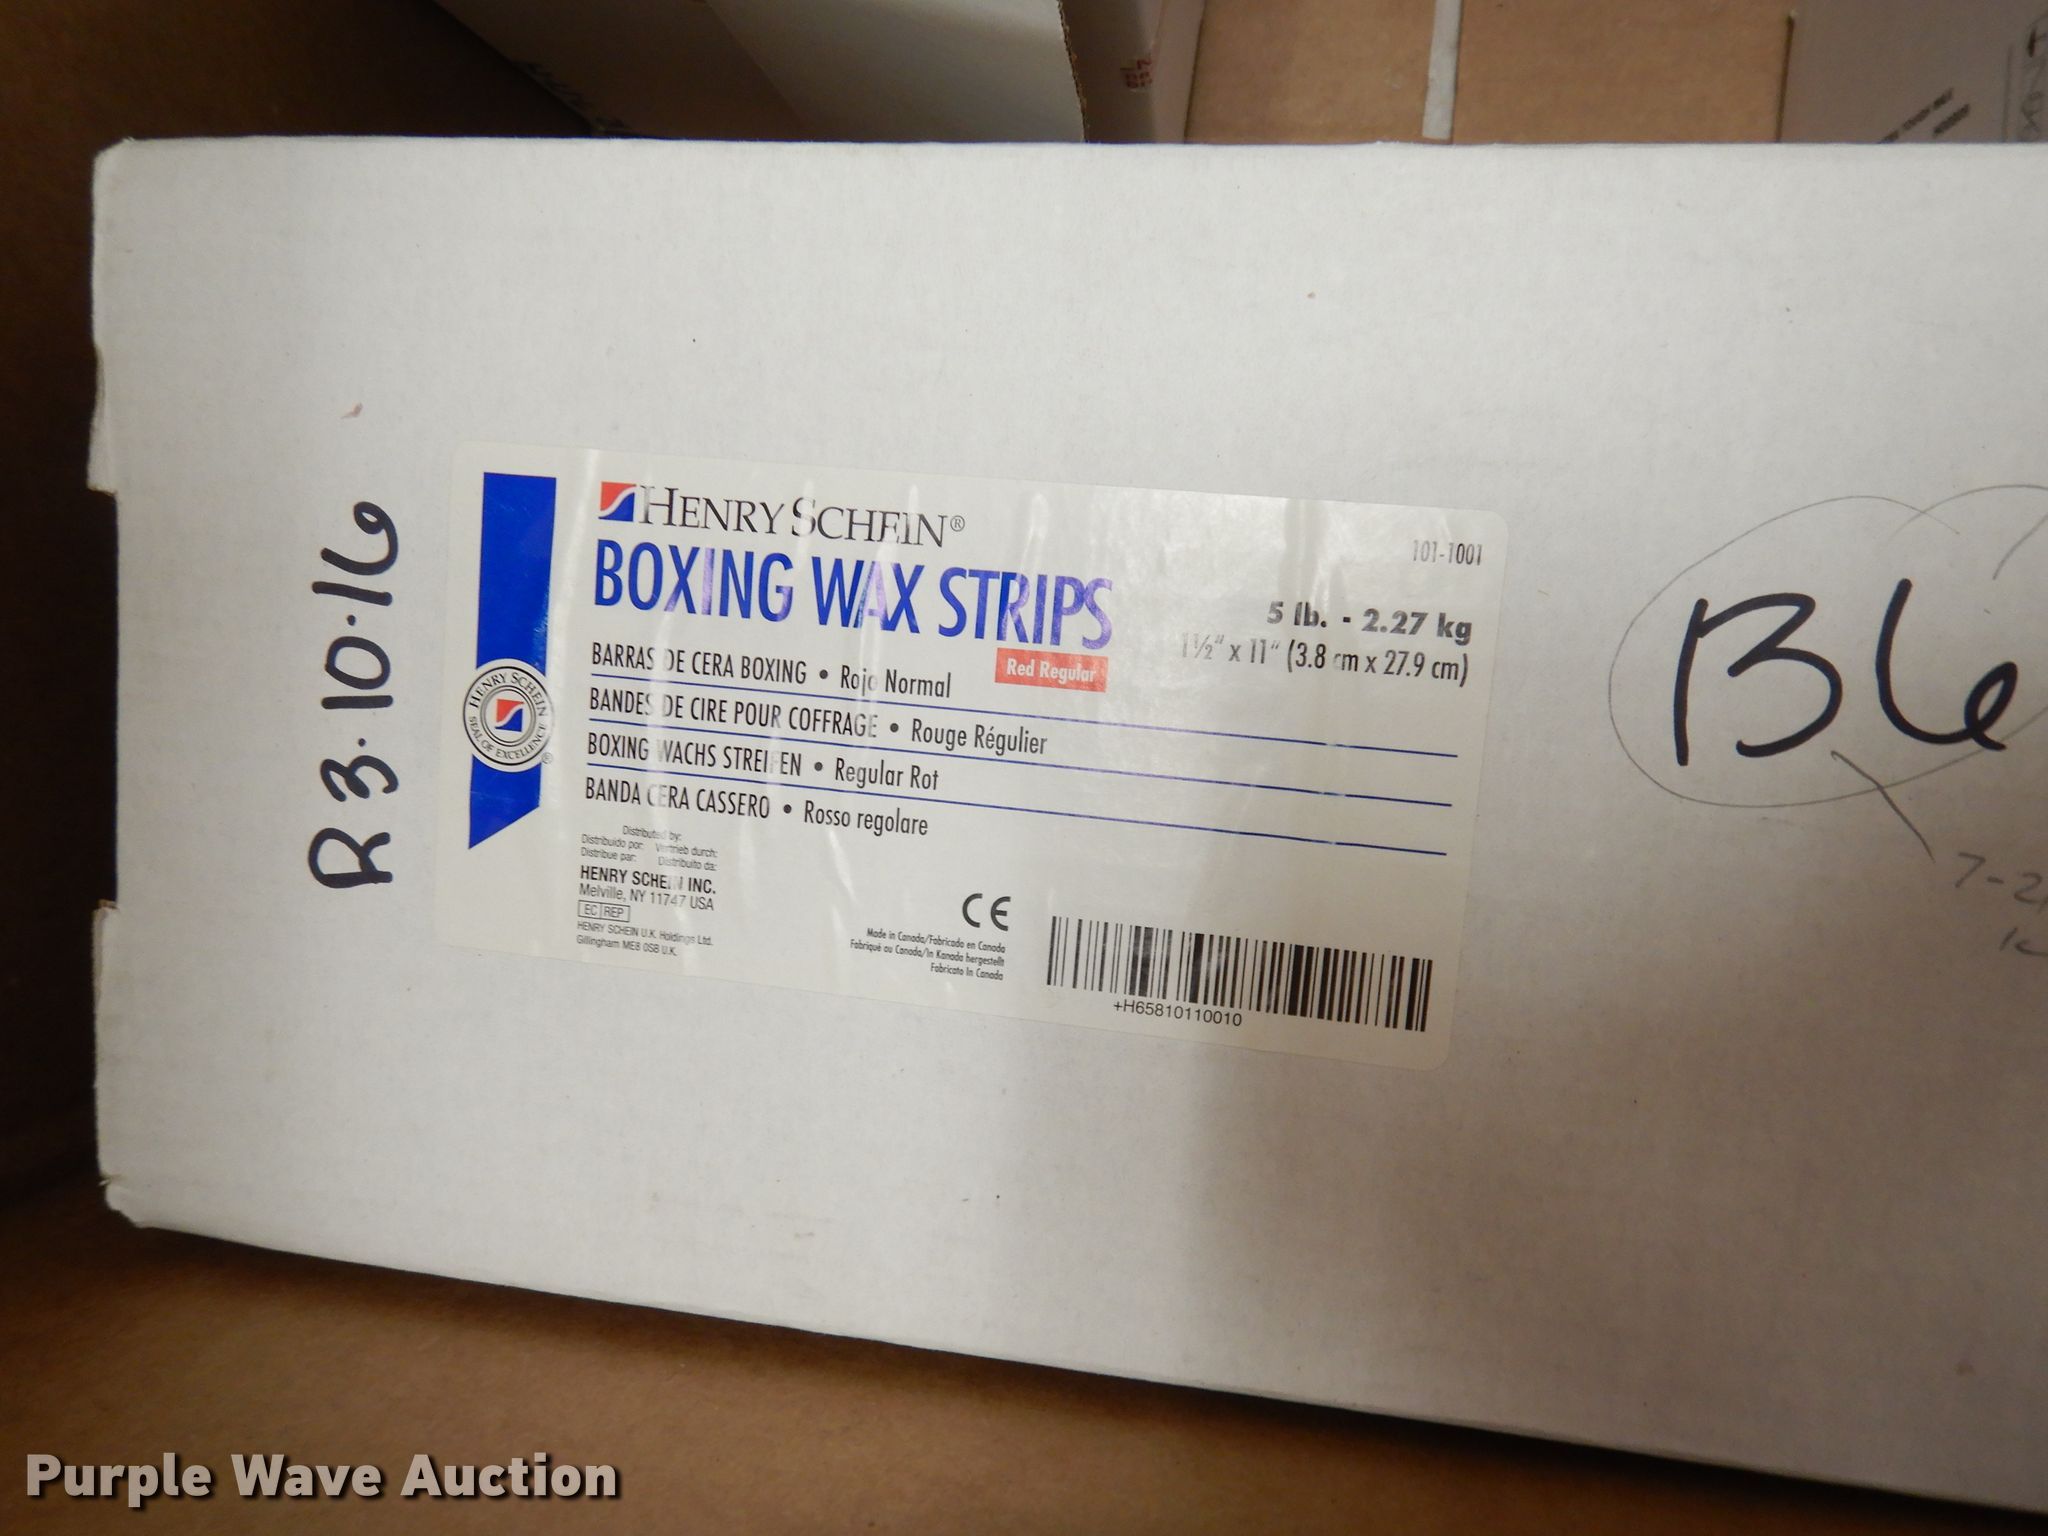 HENRY SCHEIN®
BOXING WAX STRIPS
101-1001
5 lb. - 2.27 kg
1½" x 11" (3.8 cm x 27.9 cm)
Red Regular
BARRAS DE CERA BOXING • Rojo Normal
BANDES DE CIRE POUR COFFRAGE • Rouge Régulier
BOXING WACHS STREIFEN • Regular Rot
BANDA CERA CASSERO • Rosso regolare
HENRY SCHEIN
SEAL OF EXCELLENCE
®
Distributed by:
Distribuido por: Vertrieb durch:
Distribue par: Distribuito da:
HENRY SCHEIN INC.
Melville, NY 11747 USA
EC REP
HENRY SCHEIN U.K. Holdings Ltd.
Gillingham ME8 0SB U.K.
CE
Made in Canada/Fabricado en Canada
Fabriqué au Canada/In Kanada hergestellt
Fabricato In Canada
+H65810110010
R 3.10.16
B6
Purple Wave Auction